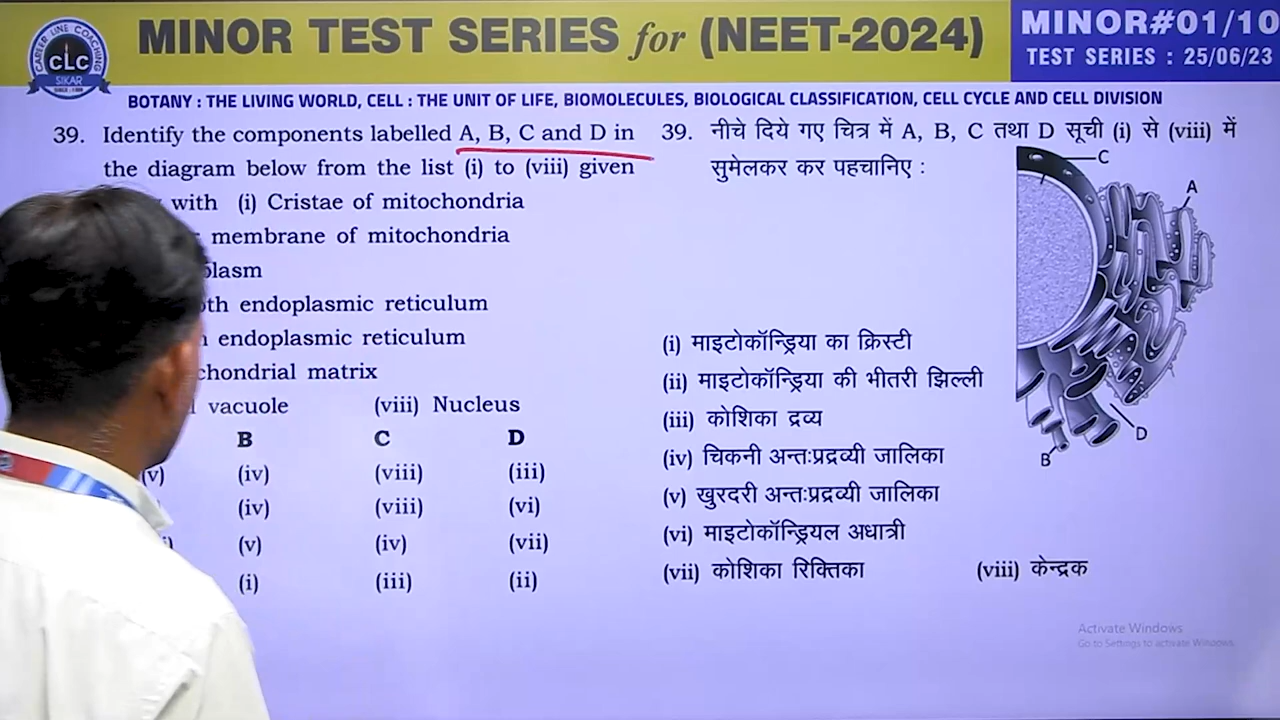 MINOR TEST SERIES for (NEET-2024)
MINOR#01/10
TEST SERIES : 25/06/23
CAREER LINE COACHING
CLC
SIKAR
BOTANY : THE LIVING WORLD, CELL : THE UNIT OF LIFE, BIOMOLECULES, BIOLOGICAL CLASSIFICATION, CELL CYCLE AND CELL DIVISION
39. Identify the components labelled A, B, C and D in
the diagram below from the list (i) to (viii) given
with (i) Cristae of mitochondria
membrane of mitochondria
plasm
th endoplasmic reticulum
endoplasmic reticulum
chondrial matrix
vacuole (viii) Nucleus
B C D
(v) (iv) (viii) (iii)
(iv) (viii) (vi)
(v) (iv) (vii)
(i) (iii) (ii)
39. नीचे दिये गए चित्र में A, B, C तथा D सूची (i) से (viii) में
सुमेलकर कर पहचानिए :
C
A
D
B
(i) माइटोकॉन्ड्रिया का क्रिस्टी
(ii) माइटोकॉन्ड्रिया की भीतरी झिल्ली
(iii) कोशिका द्रव्य
(iv) चिकनी अन्तःप्रद्रव्यी जालिका
(v) खुरदरी अन्तःप्रद्रव्यी जालिका
(vi) माइटोकॉन्ड्रियल अधात्री
(vii) कोशिका रिक्तिका (viii) केन्द्रक
Activate Windows
Go to Settings to activate Windows.